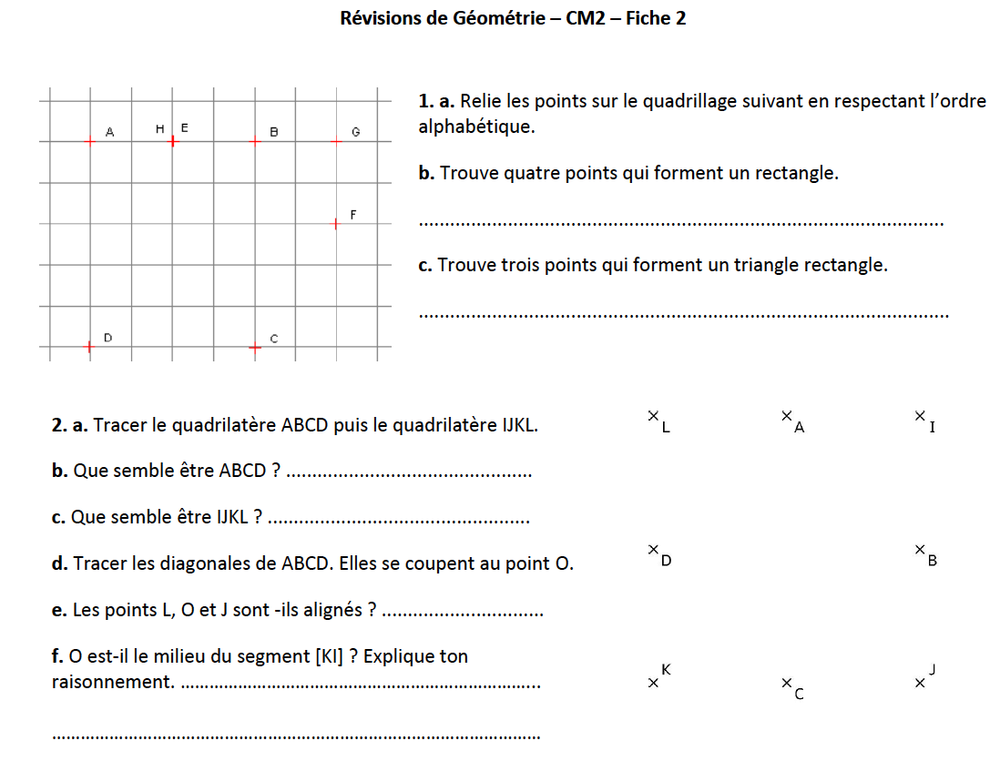 Révisions de Géométrie – CM2 – Fiche 2
A H E B G
F
D C
1. a. Relie les points sur le quadrillage suivant en respectant l’ordre
alphabétique.
b. Trouve quatre points qui forment un rectangle.
....................................................................................................
c. Trouve trois points qui forment un triangle rectangle.
.....................................................................................................
2. a. Tracer le quadrilatère ABCD puis le quadrilatère IJKL.
b. Que semble être ABCD ? ...............................................
c. Que semble être IJKL ? ..................................................
d. Tracer les diagonales de ABCD. Elles se coupent au point O.
e. Les points L, O et J sont -ils alignés ? ...............................
f. O est-il le milieu du segment [KI] ? Explique ton
raisonnement. .....................................................................
.............................................................................................
L A I
D B
K J
C